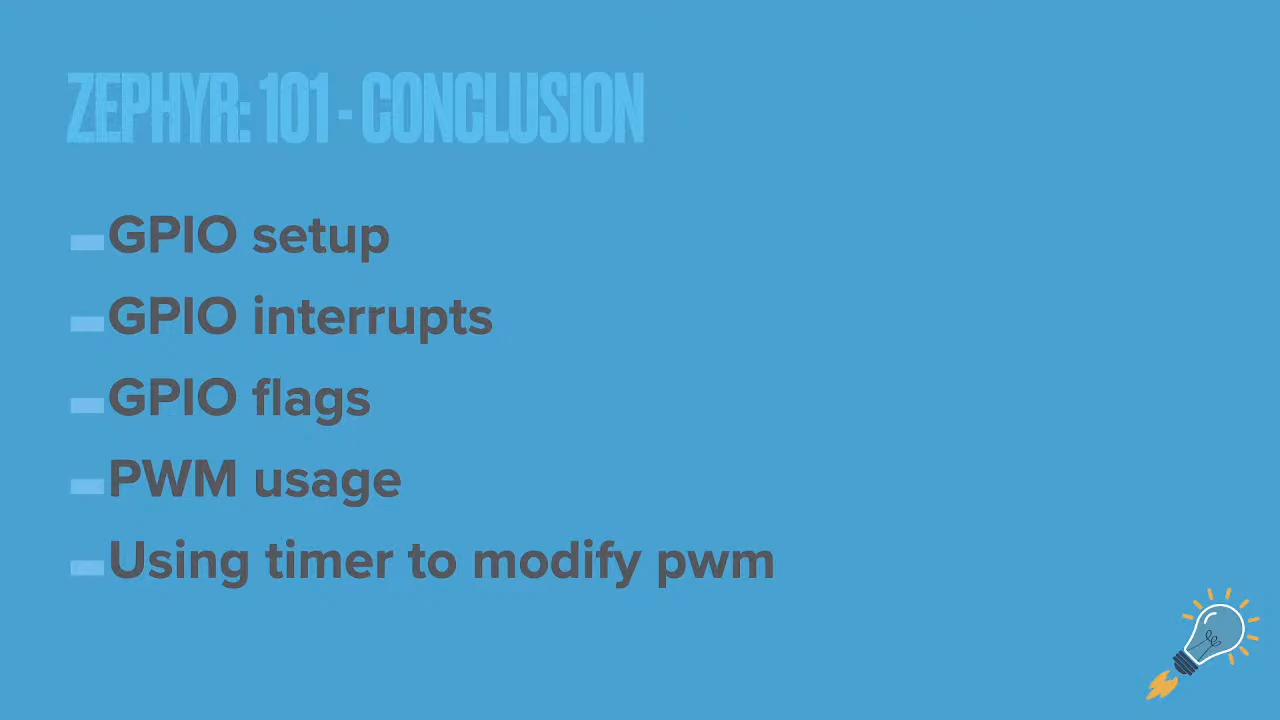 ZEPHYR: 101 - CONCLUSION
GPIO setup
GPIO interrupts
GPIO flags
PWM usage
Using timer to modify pwm